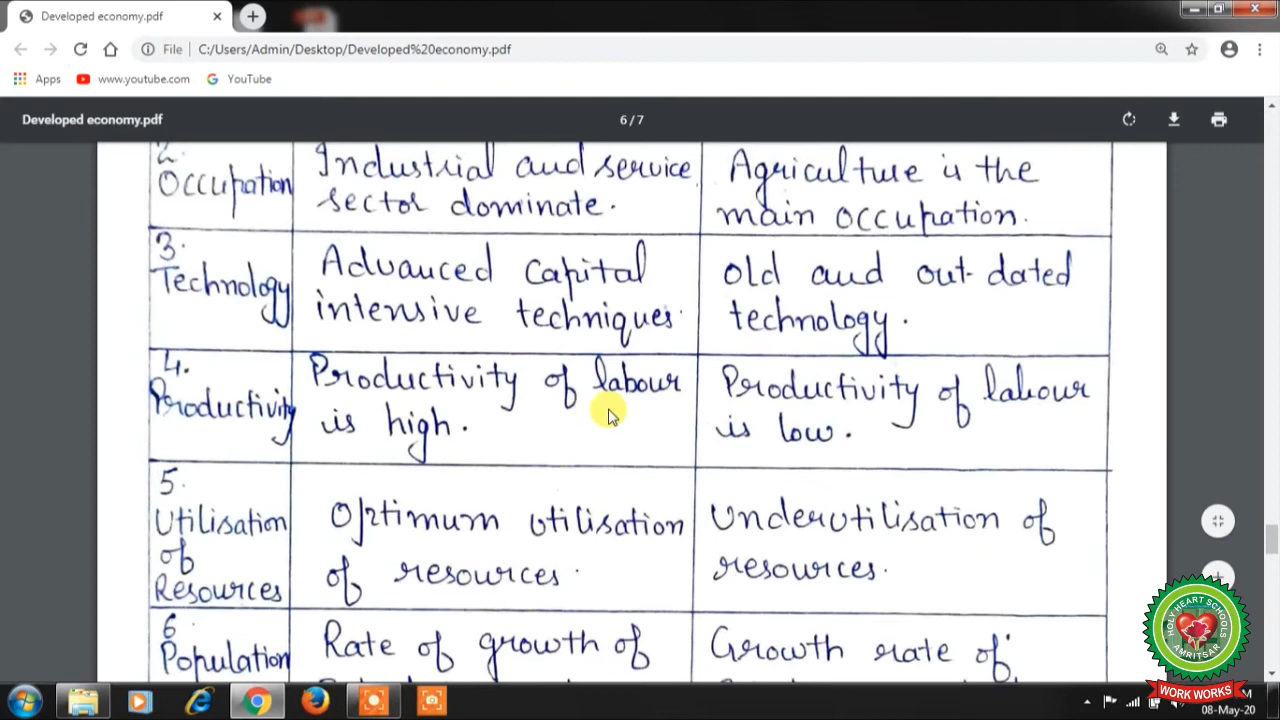 Developed economy.pdf
File
C:/Users/Admin/Desktop/Developed%20economy.pdf
Apps
www.youtube.com
YouTube
Developed economy.pdf
6/7
2.
Occupation
Industrial and service
sector dominate.
Agriculture is the
main occupation.
3.
Technology
Advanced capital
intensive techniques.
Old and out-dated
technology.
4.
Productivity
Productivity of labour
is high.
Productivity of labour
is low.
5.
Utilisation
of
Resources
Optimum utilisation
of resources.
Underutilisation of
resources.
6.
Population
Rate of growth of
Growth rate of
HOLY HEART SCHOOLS
AMRITSAR
WORK WORKS
08-May-20